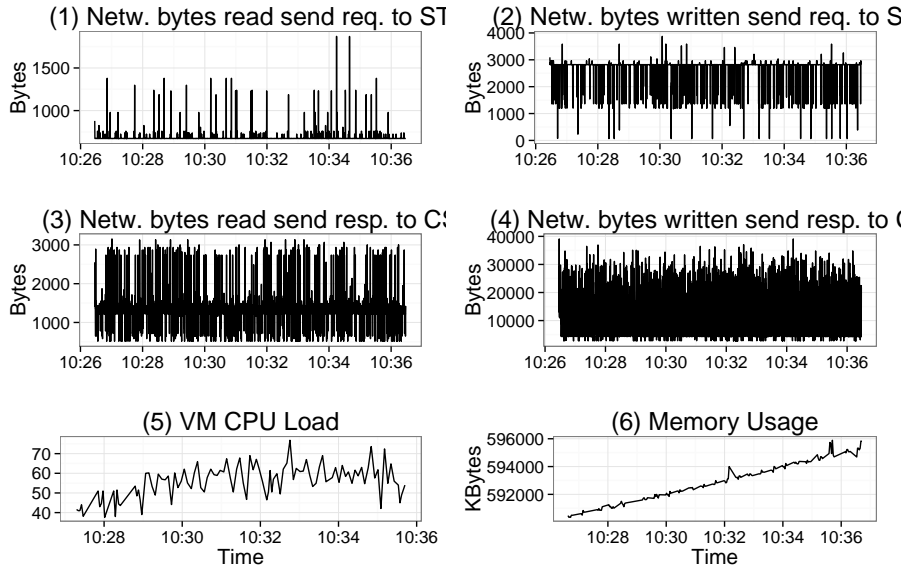 (1) Netw. bytes read send req. to ST
Bytes
1500
1000
10:26 10:28 10:30 10:32 10:34 10:36
(2) Netw. bytes written send req. to S
Bytes
4000
3000
2000
1000
0
10:26 10:28 10:30 10:32 10:34 10:36
(3) Netw. bytes read send resp. to CS
Bytes
3000
2000
1000
10:26 10:28 10:30 10:32 10:34 10:36
(4) Netw. bytes written send resp. to
Bytes
40000
30000
20000
10000
10:26 10:28 10:30 10:32 10:34 10:36
(5) VM CPU Load
70
60
50
40
10:28 10:30 10:32 10:34 10:36
Time
(6) Memory Usage
KBytes
596000
594000
592000
10:28 10:30 10:32 10:34 10:36
Time